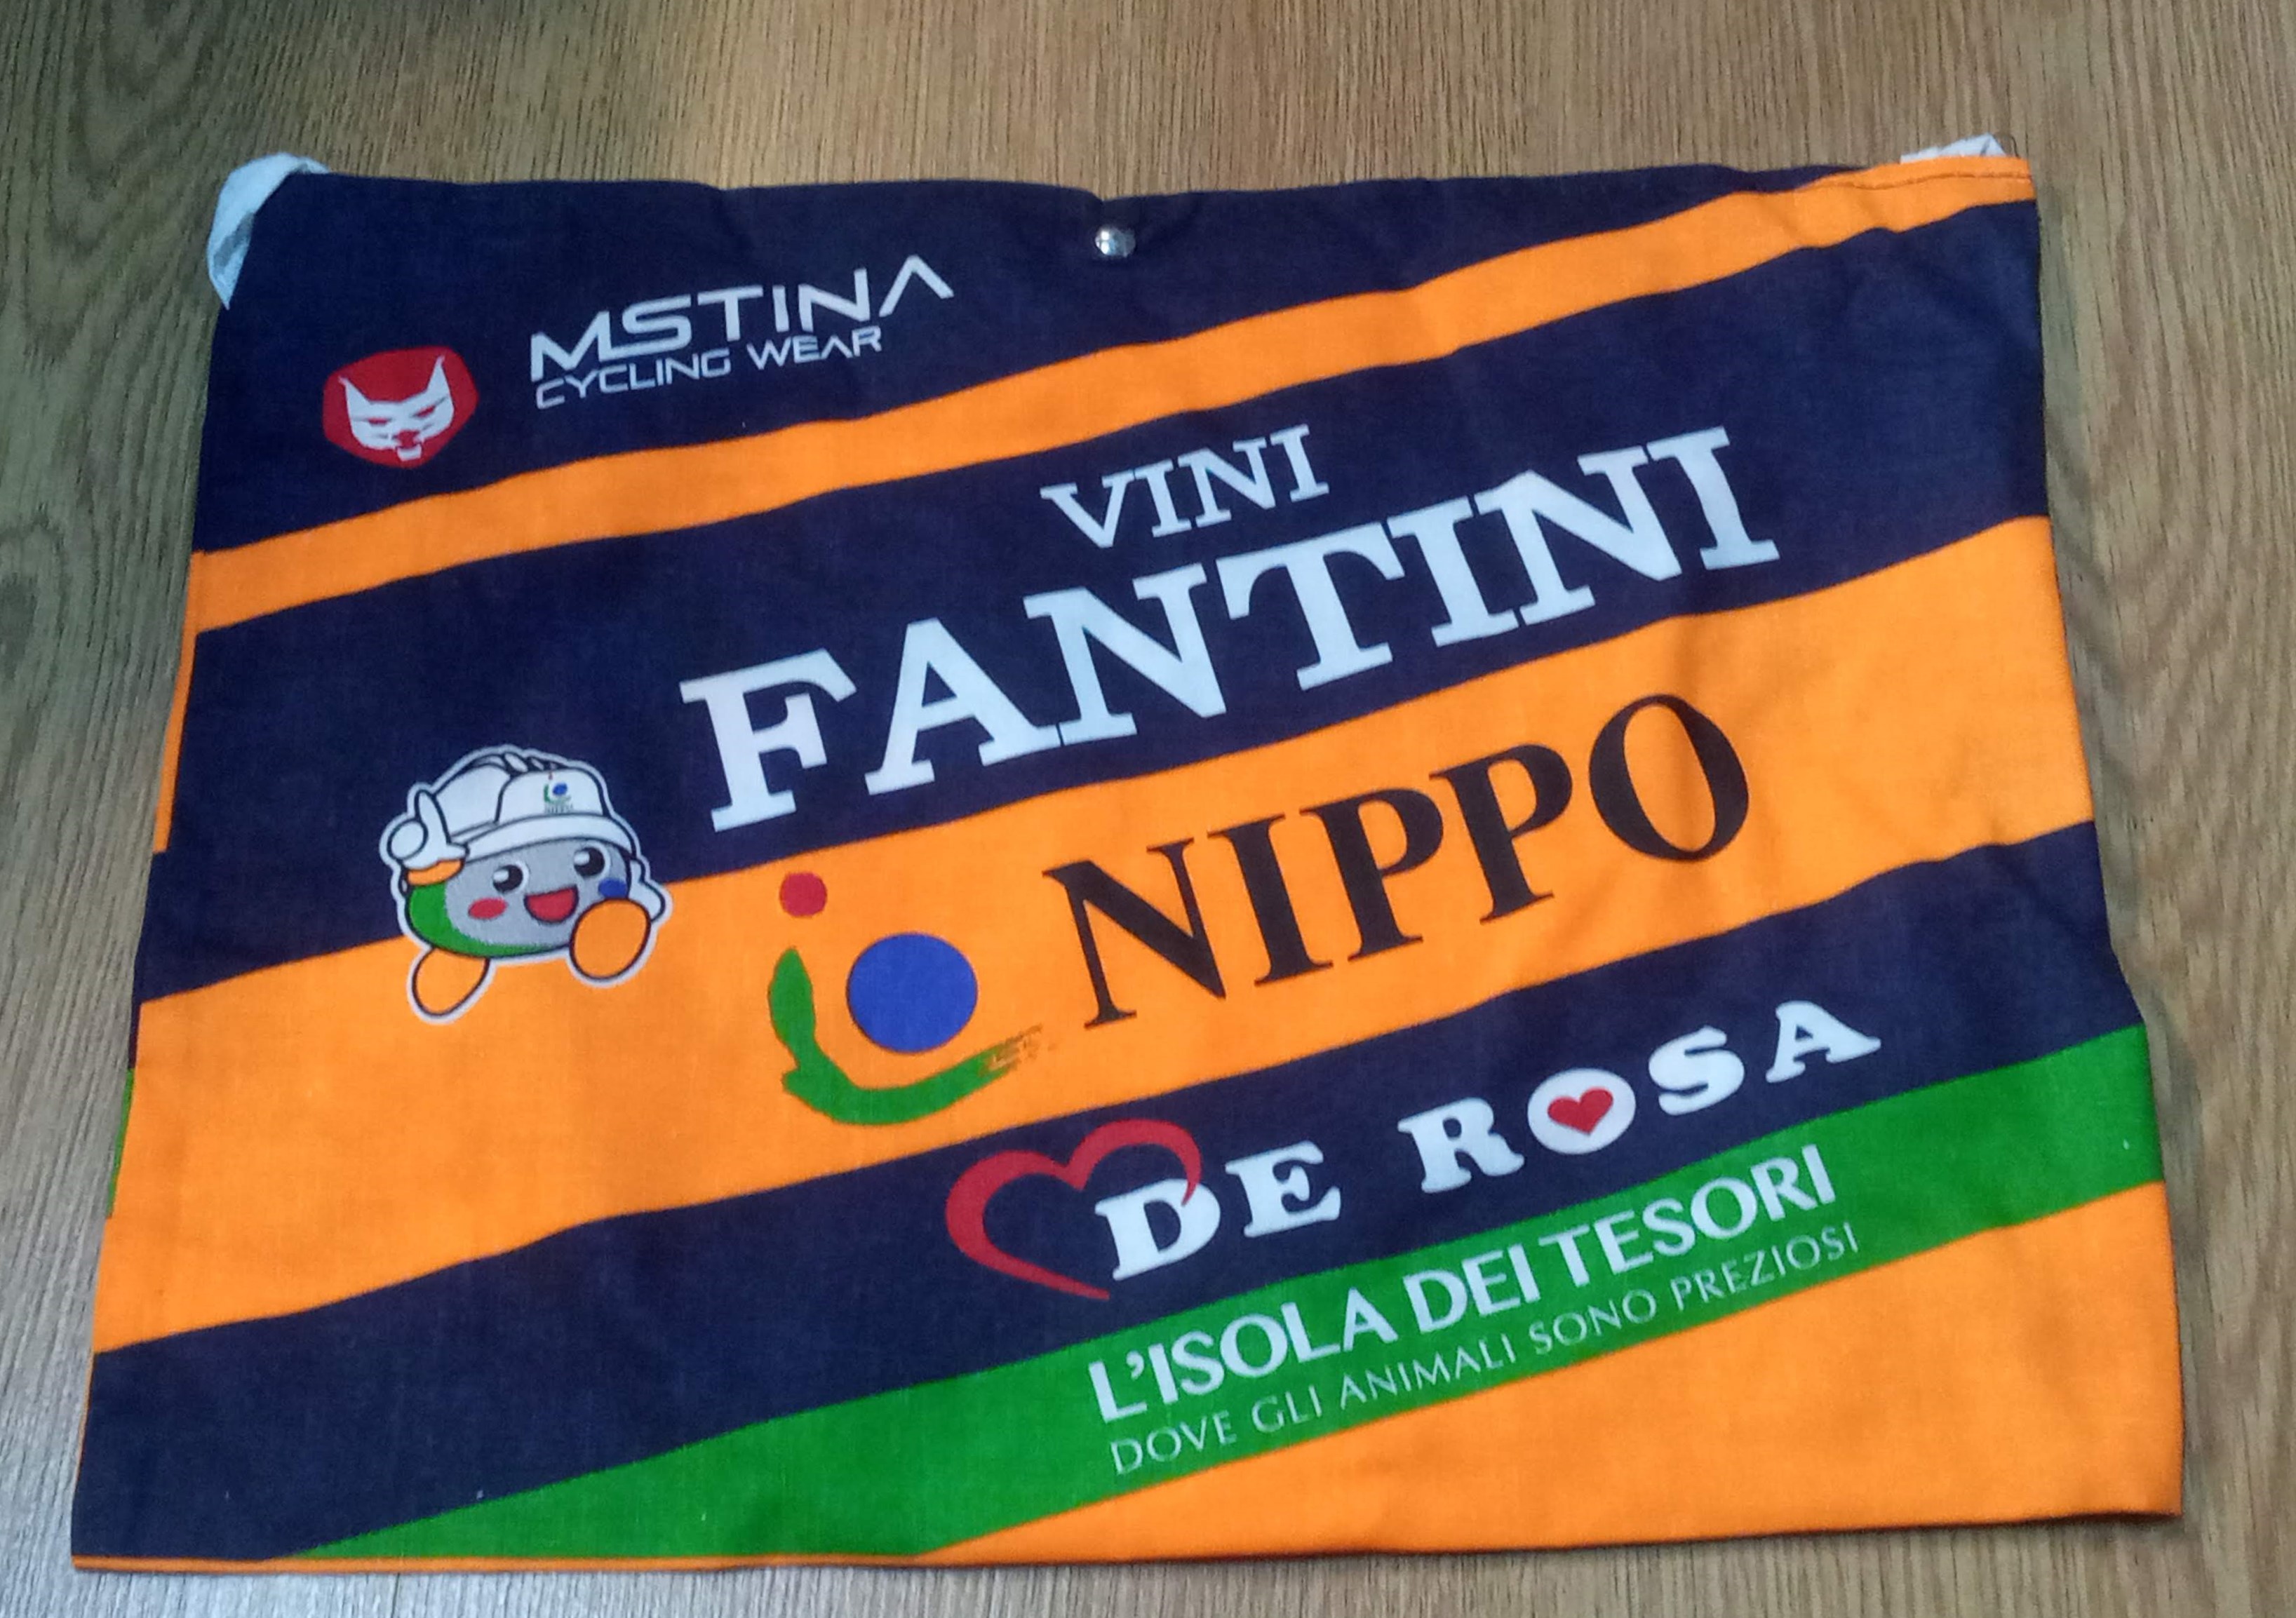 MSTINA
CYCLING WEAR
VINI
FANTINI
NIPPO
DE ROSA
L'ISOLA DEI TESORI
DOVE GLI ANIMALI SONO PREZIOSI